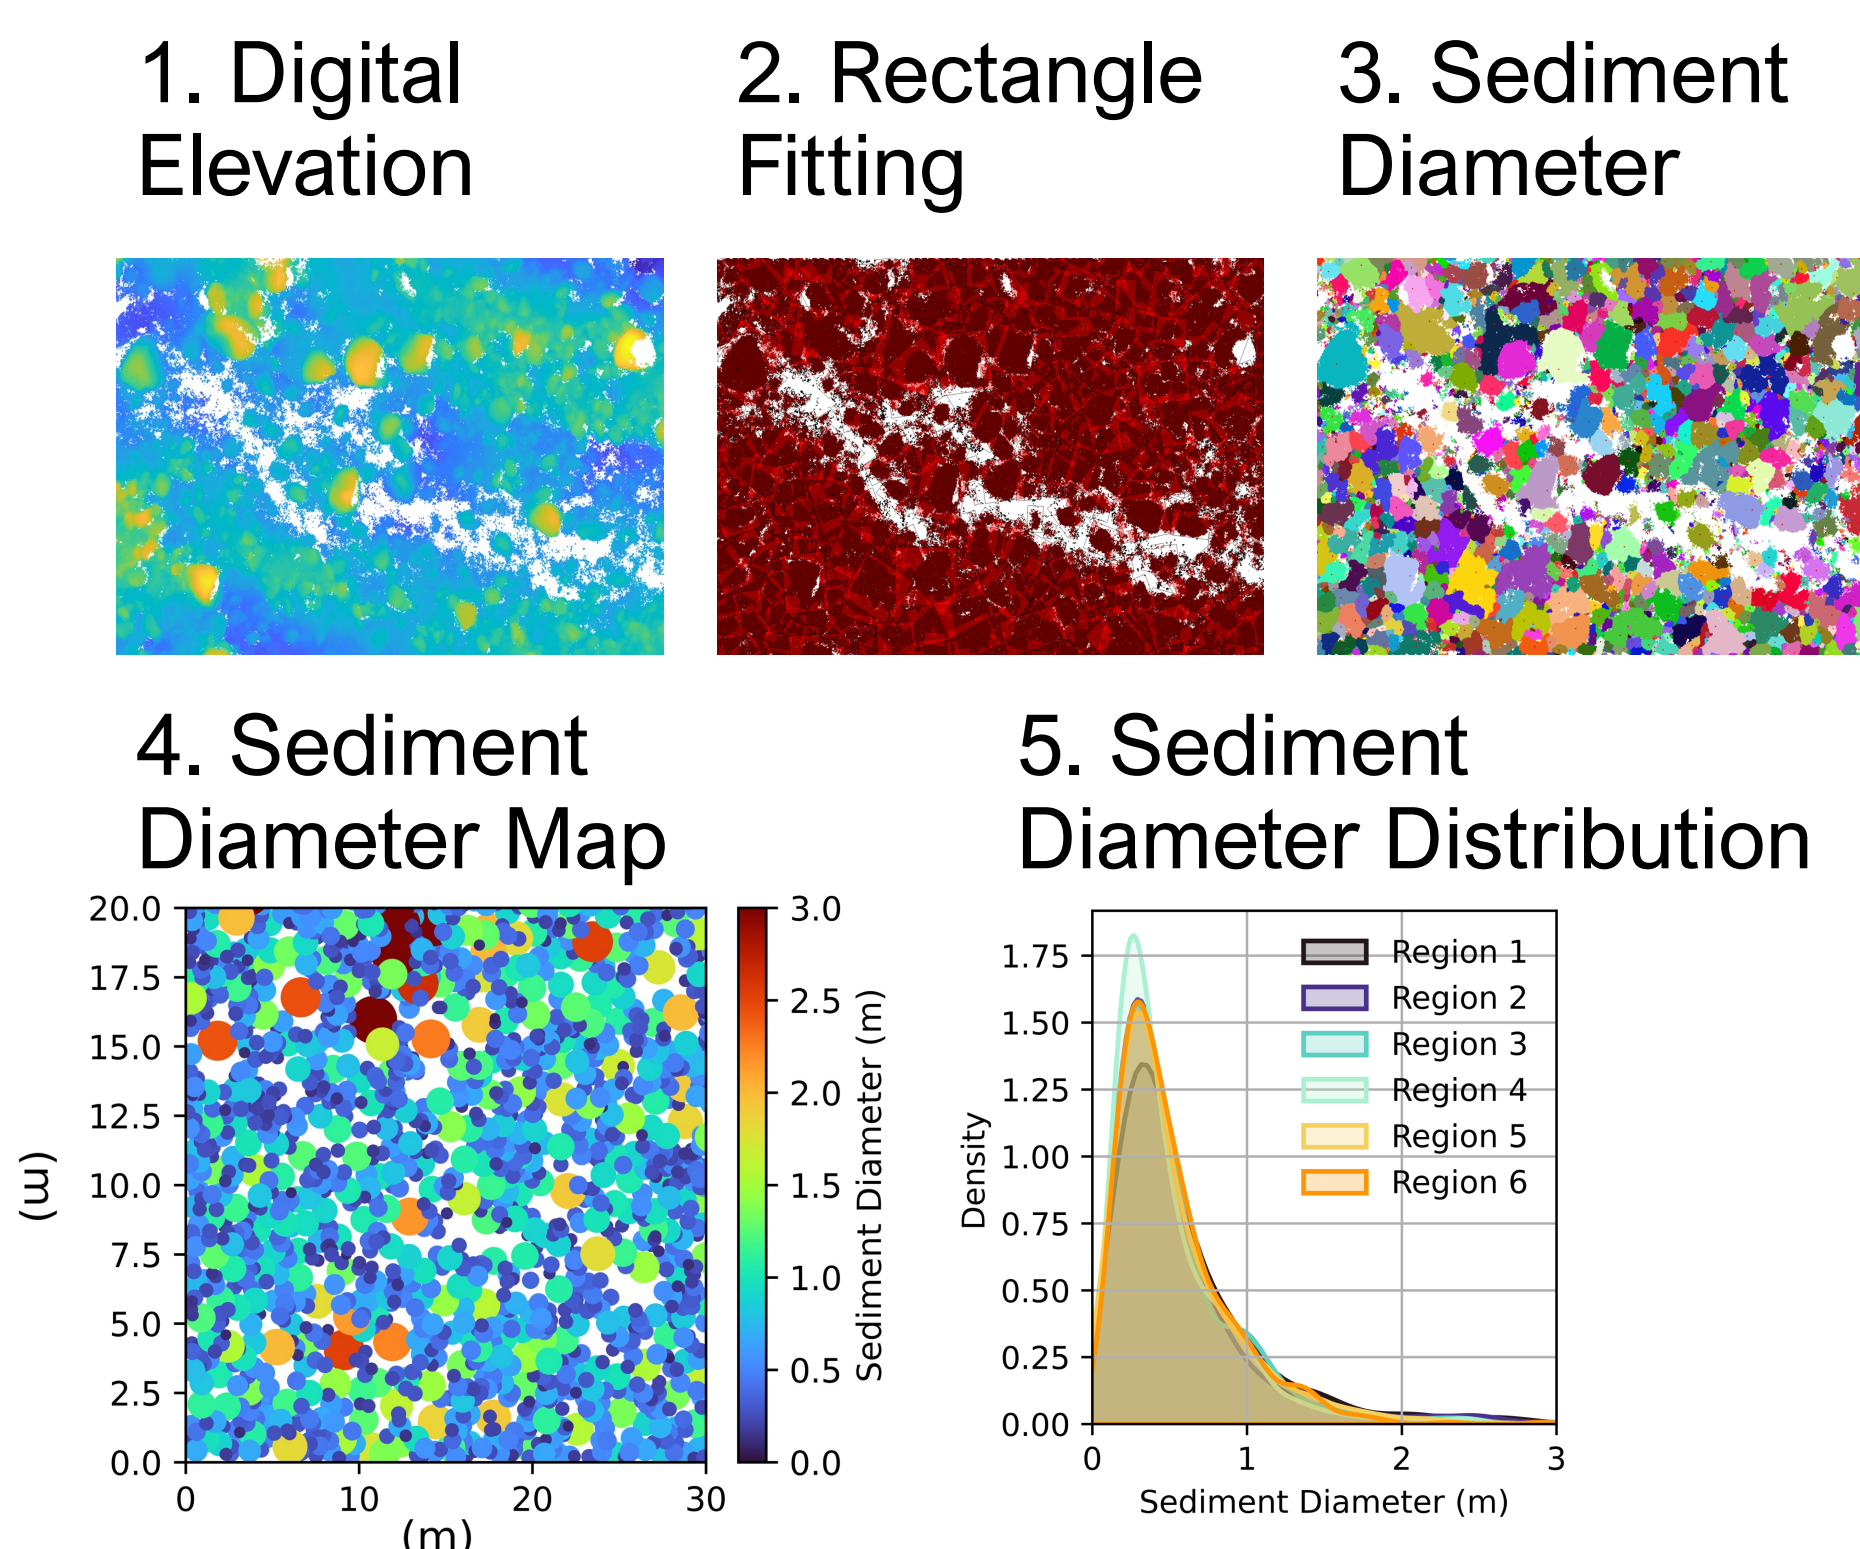 1. Digital
Elevation
2. Rectangle
Fitting
3. Sediment
Diameter
4. Sediment
Diameter Map
20.0
17.5
15.0
12.5
10.0
7.5
5.0
2.5
0.0
(m)
0
10
20
30
(m)
3.0
2.5
2.0
1.5
1.0
0.5
0.0
Sediment Diameter (m)
5. Sediment
Diameter Distribution
1.75
1.50
1.25
1.00
0.75
0.50
0.25
0.00
Density
Region 1
Region 2
Region 3
Region 4
Region 5
Region 6
0
1
2
3
Sediment Diameter (m)